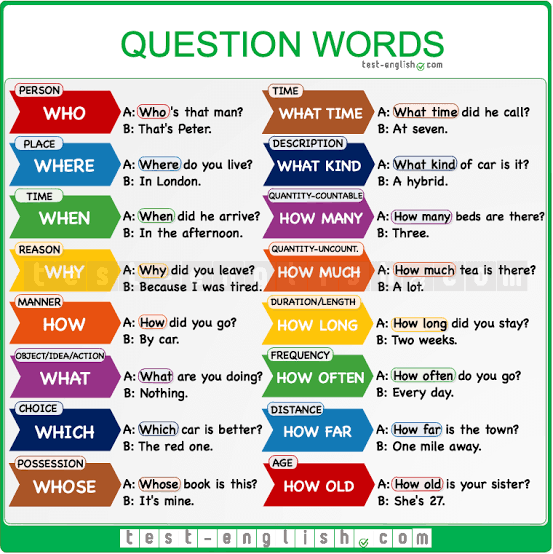 QUESTION WORDS
test-english.com
PERSON
WHO
A: Who's that man?
B: That's Peter.
PLACE
WHERE
A: Where do you live?
B: In London.
TIME
WHEN
A: When did he arrive?
B: In the afternoon.
REASON
WHY
A: Why did you leave?
B: Because I was tired.
MANNER
HOW
A: How did you go?
B: By car.
OBJECT/IDEA/ACTION
WHAT
A: What are you doing?
B: Nothing.
CHOICE
WHICH
A: Which car is better?
B: The red one.
POSSESSION
WHOSE
A: Whose book is this?
B: It's mine.
TIME
WHAT TIME
A: What time did he call?
B: At seven.
DESCRIPTION
WHAT KIND
A: What kind of car is it?
B: A hybrid.
QUANTITY-COUNTABLE
HOW MANY
A: How many beds are there?
B: Three.
QUANTITY-UNCOUNT.
HOW MUCH
A: How much tea is there?
B: A lot.
DURATION/LENGTH
HOW LONG
A: How long did you stay?
B: Two weeks.
FREQUENCY
HOW OFTEN
A: How often do you go?
B: Every day.
DISTANCE
HOW FAR
A: How far is the town?
B: One mile away.
AGE
HOW OLD
A: How old is your sister?
B: She's 27.
test-english.com
test-english.com